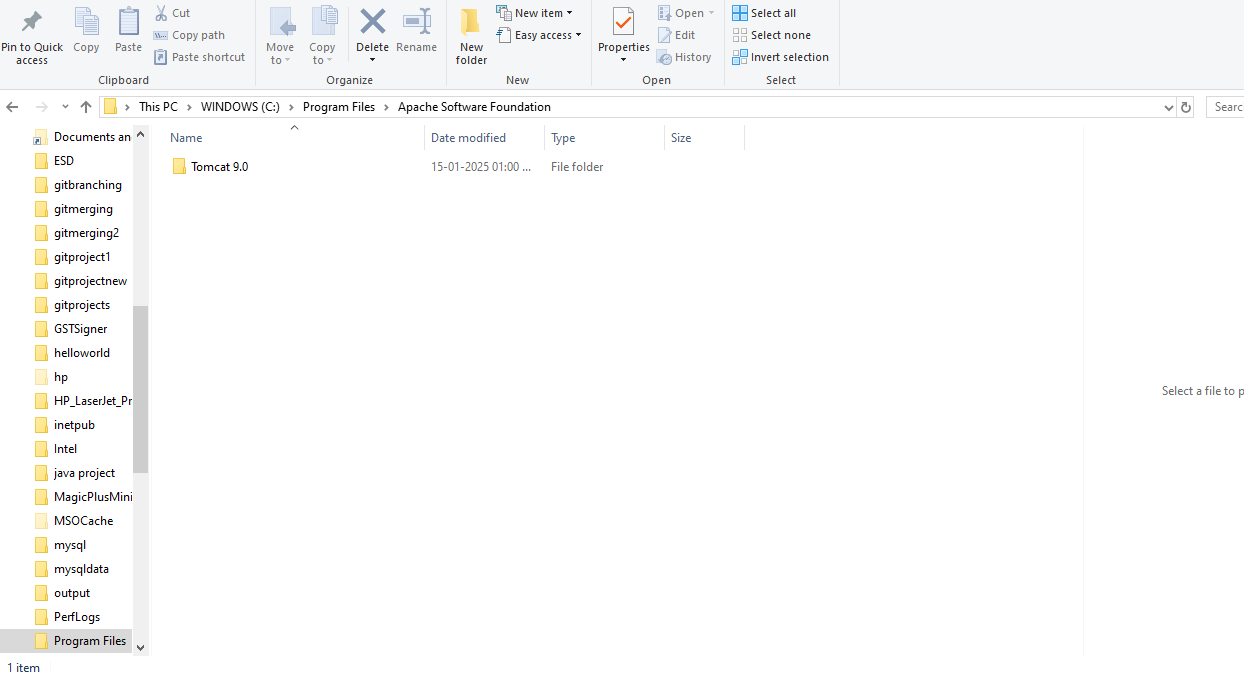 Pin to Quick access
Copy
Paste
Cut
Copy path
Paste shortcut
Clipboard
Move to
Copy to
Delete
Rename
Organize
New folder
New item
Easy access
New
Properties
Open
Edit
History
Open
Select all
Select none
Invert selection
Select
This PC > WINDOWS (C:) > Program Files > Apache Software Foundation
Searc
Name Date modified Type Size
Tomcat 9.0 15-01-2025 01:00 ... File folder
Documents an
ESD
gitbranching
gitmerging
gitmerging2
gitproject1
gitprojectnew
gitprojects
GSTSigner
helloworld
hp
HP_LaserJet_Pr
inetpub
Intel
java project
MagicPlusMini
MSOCache
mysql
mysqldata
output
PerfLogs
Program Files
Select a file to p
1 item